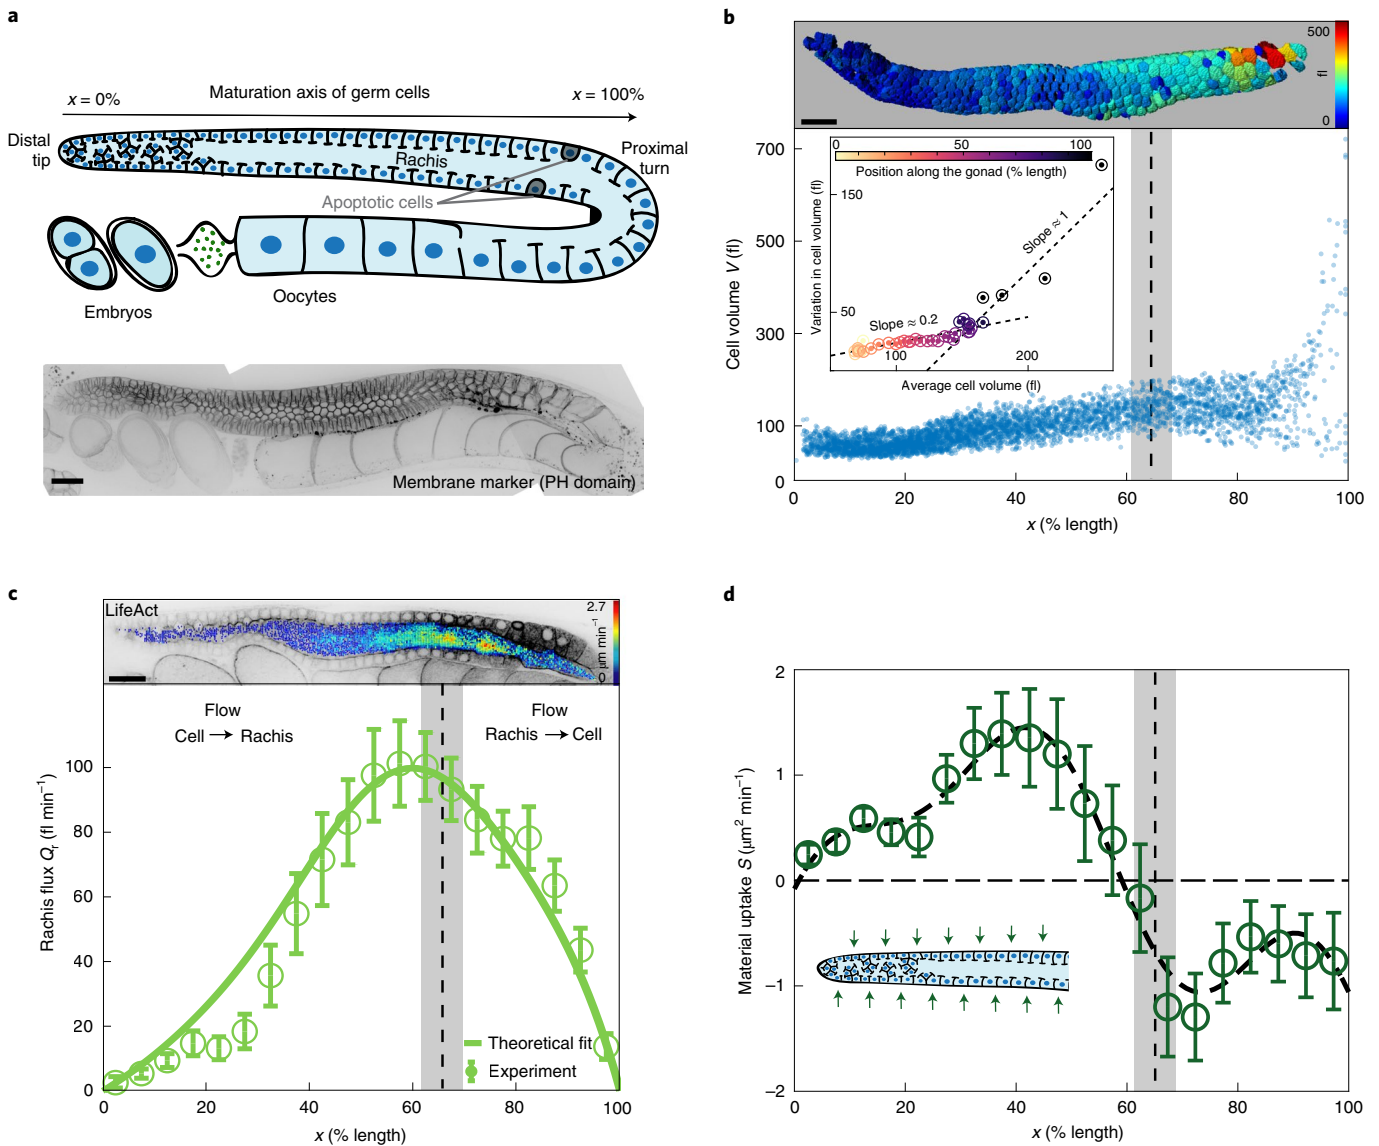 a
x = 0%
Maturation axis of germ cells
x = 100%
Distal
tip
Rachis
Proximal
turn
Apoptotic cells
Embryos
Oocytes
Membrane marker (PH domain)
b
500
fl
0
Cell volume V (fl)
700
500
300
100
0
0
20
40
60
80
100
x (% length)
0
50
100
Position along the gonad (% length)
Variation in cell volume (fl)
150
50
Slope ≈ 1
Slope ≈ 0.2
100
200
Average cell volume (fl)
c
LifeAct
2.7
µm min⁻¹
0
Flow
Cell → Rachis
Flow
Rachis → Cell
Rachis flux Qr (fl min⁻¹)
100
80
60
40
20
0
Theoretical fit
Experiment
0
20
40
60
80
100
x (% length)
d
Material uptake S (µm² min⁻¹)
2
1
0
−1
−2
0
20
40
60
80
100
x (% length)